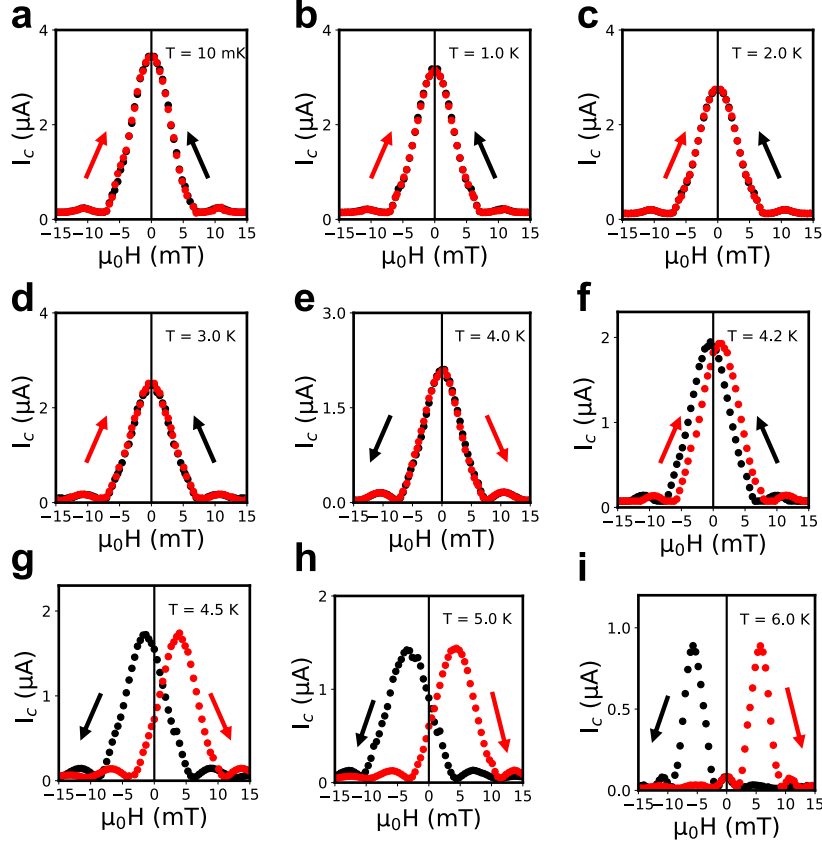 a
T = 10 mK
4
2
0
I_c (μA)
−15 −10 −5 0 5 10 15
μ₀H (mT)
b
T = 1.0 K
4
2
0
I_c (μA)
−15 −10 −5 0 5 10 15
μ₀H (mT)
c
T = 2.0 K
4
2
0
I_c (μA)
−15 −10 −5 0 5 10 15
μ₀H (mT)
d
T = 3.0 K
4
2
0
I_c (μA)
−15 −10 −5 0 5 10 15
μ₀H (mT)
e
T = 4.0 K
3.0
1.5
0.0
I_c (μA)
−15 −10 −5 0 5 10 15
μ₀H (mT)
f
T = 4.2 K
2
1
0
I_c (μA)
−15 −10 −5 0 5 10 15
μ₀H (mT)
g
T = 4.5 K
2
1
0
I_c (μA)
−15 −10 −5 0 5 10 15
μ₀H (mT)
h
T = 5.0 K
2
1
0
I_c (μA)
−15 −10 −5 0 5 10 15
μ₀H (mT)
i
T = 6.0 K
1.0
0.5
0.0
I_c (μA)
−15 −10 −5 0 5 10 15
μ₀H (mT)